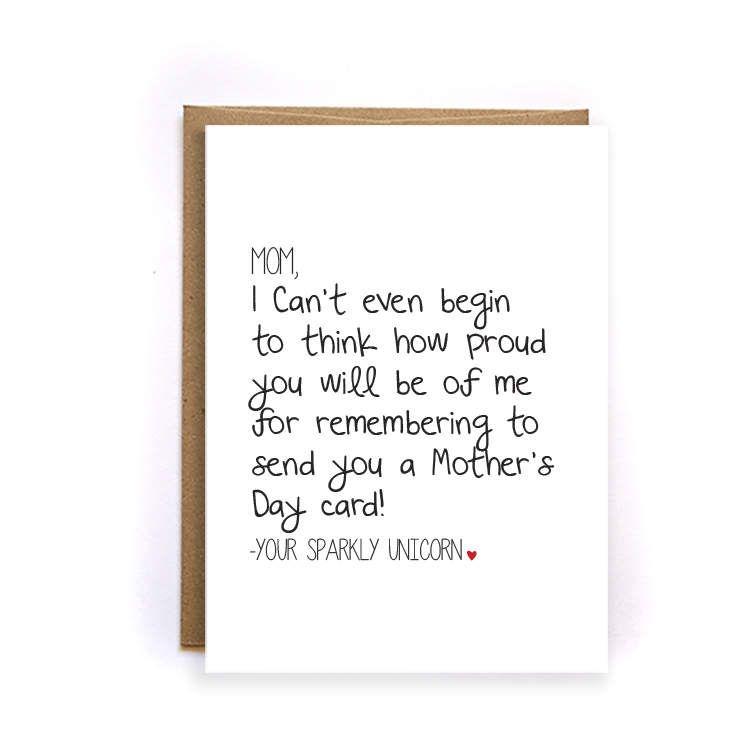 MOM,
I Can't even begin
to think how proud
you will be of me
for remembering to
send you a Mother's
Day card!
-YOUR SPARKLY UNICORN